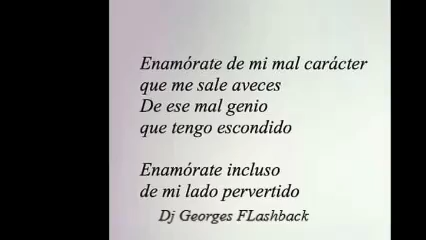 Enamórate de mi mal carácter
que me sale aveces
De ese mal genio
que tengo escondido
Enamórate incluso
de mi lado pervertido
Dj Georges FLashback